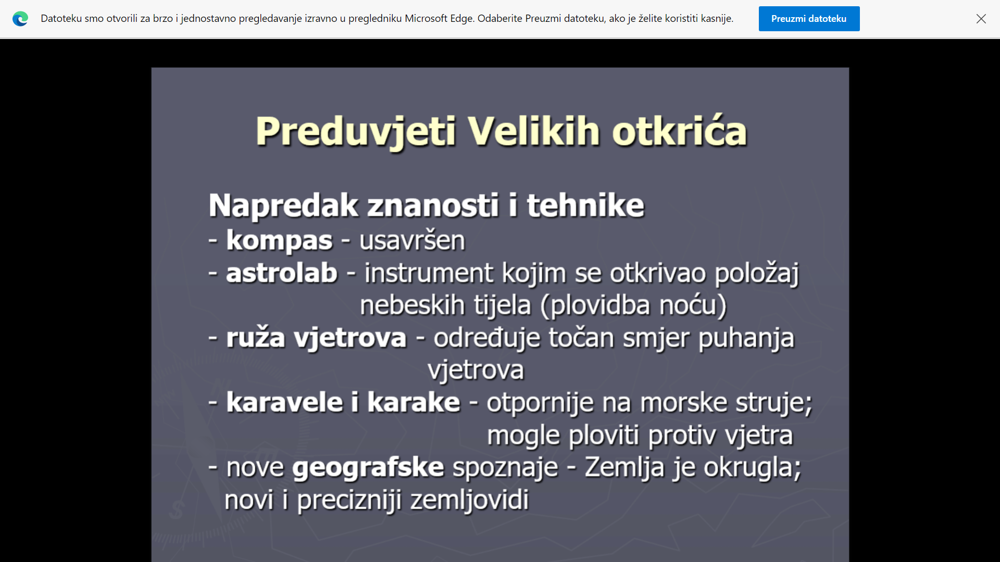 Datoteku smo otvorili za brzo i jednostavno pregledavanje izravno u pregledniku Microsoft Edge. Odaberite Preuzmi datoteku, ako je želite koristiti kasnije.
Preuzmi datoteku
Preduvjeti Velikih otkrića
Napredak znanosti i tehnike
- kompas - usavršen
- astrolab - instrument kojim se otkrivao položaj
nebeskih tijela (plovidba noću)
- ruža vjetrova - određuje točan smjer puhanja
vjetrova
- karavele i karake - otpornije na morske struje;
mogle ploviti protiv vjetra
- nove geografske spoznaje - Zemlja je okrugla;
novi i precizniji zemljovidi
S